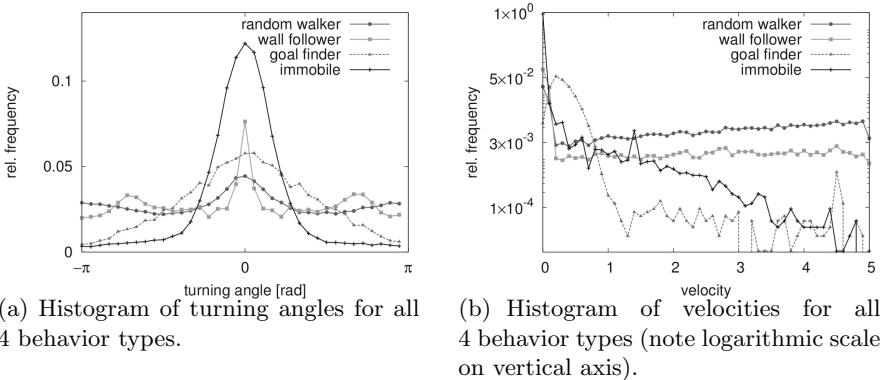 random walker
wall follower
goal finder
immobile
0.1
0.05
0
−π
0
π
rel. frequency
turning angle [rad]
(a) Histogram of turning angles for all
4 behavior types.
random walker
wall follower
goal finder
immobile
1×10⁰
5×10⁻²
3×10⁻³
1×10⁻⁴
0
1
2
3
4
5
rel. frequency
velocity
(b) Histogram of velocities for all
4 behavior types (note logarithmic scale
on vertical axis).